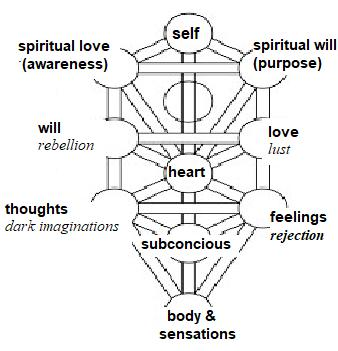 self
spiritual love
(awareness)
spiritual will
(purpose)
will
rebellion
love
lust
heart
thoughts
dark imaginations
feelings
rejection
subconcious
body &
sensations